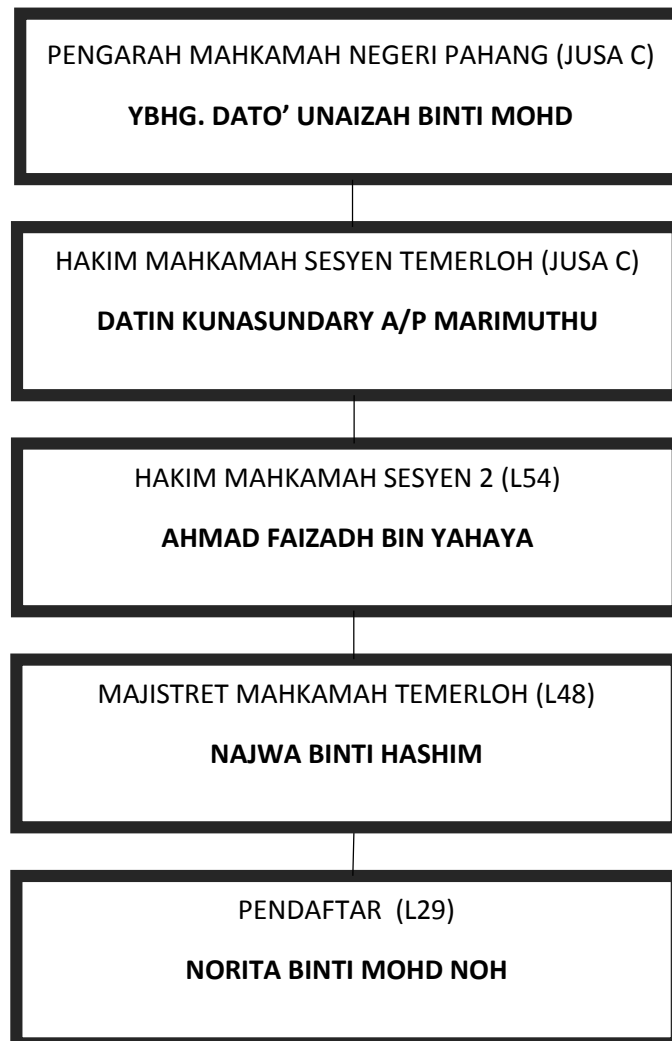 PENGARAH MAHKAMAH NEGERI PAHANG (JUSA C)
YBHG. DATO’ UNAIZAH BINTI MOHD
HAKIM MAHKAMAH SESYEN TEMERLOH (JUSA C)
DATIN KUNASUNDARY A/P MARIMUTHU
HAKIM MAHKAMAH SESYEN 2 (L54)
AHMAD FAIZADH BIN YAHAYA
MAJISTRET MAHKAMAH TEMERLOH (L48)
NAJWA BINTI HASHIM
PENDAFTAR (L29)
NORITA BINTI MOHD NOH